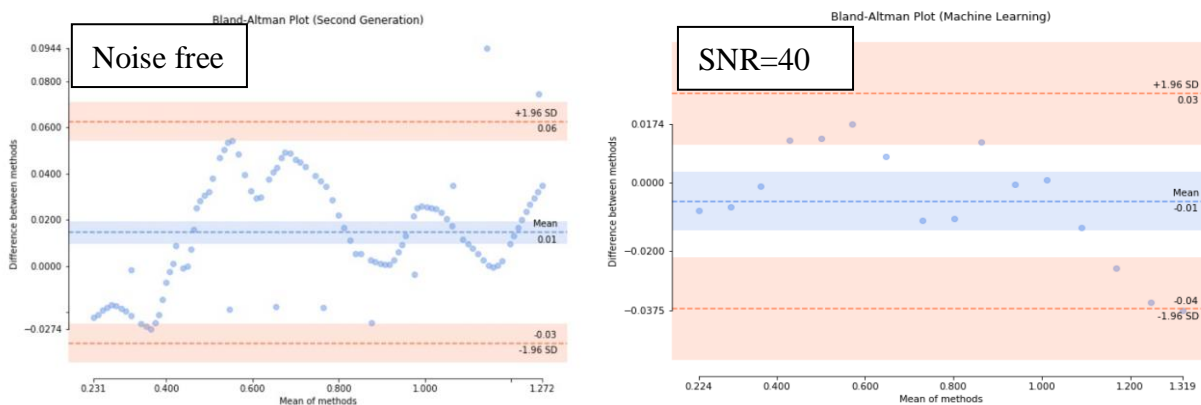 Bland-Altman Plot (Second Generation)
Noise free
0.0944
0.0800
0.0600
0.0400
0.0200
0.0000
−0.0274
Difference between methods
+1.96 SD
0.06
Mean
0.01
-0.03
-1.96 SD
0.231
0.400
0.600
0.800
1.000
1.272
Mean of methods
Bland-Altman Plot (Machine Learning)
SNR=40
0.0174
0.0000
−0.0200
−0.0375
Difference between methods
+1.96 SD
0.03
Mean
-0.01
-0.04
-1.96 SD
0.224
0.400
0.600
0.800
1.000
1.200
1.319
Mean of methods